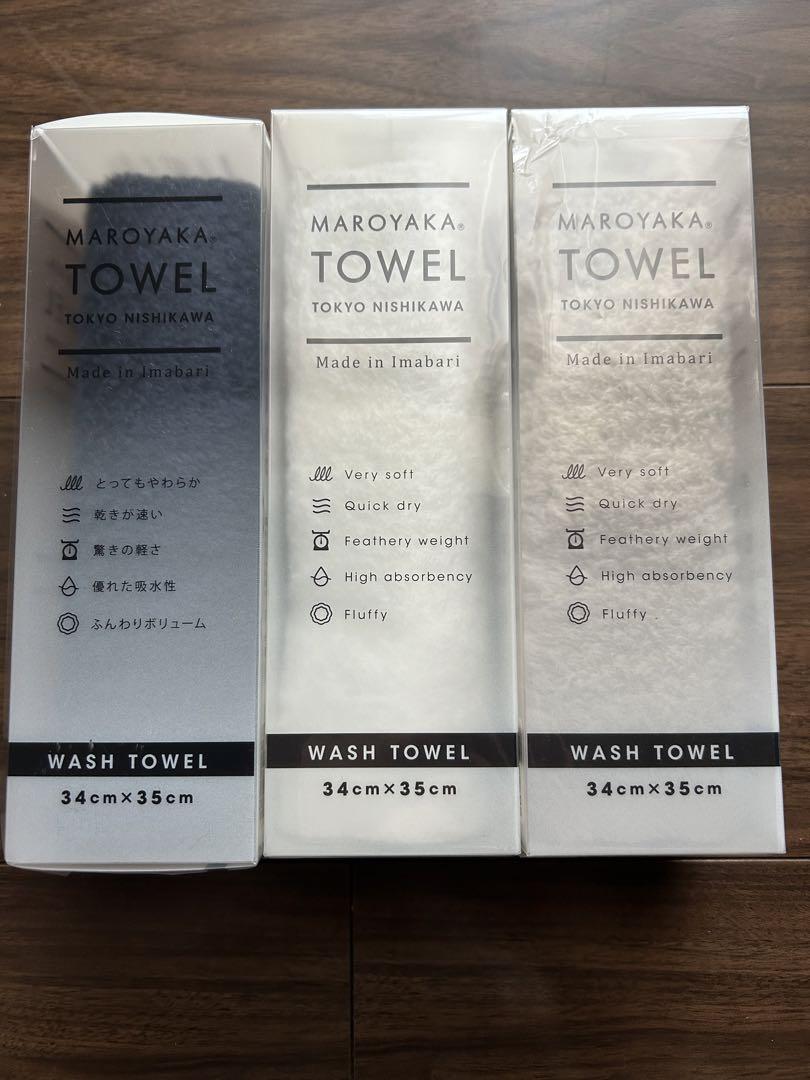 MAROYAKA®
TOWEL
TOKYO NISHIKAWA
Made in Imabari
とってもやわらか
乾きが速い
驚きの軽さ
優れた吸水性
ふんわりボリューム
WASH TOWEL
34cm×35cm
MAROYAKA®
TOWEL
TOKYO NISHIKAWA
Made in Imabari
Very soft
Quick dry
Feathery weight
High absorbency
Fluffy
WASH TOWEL
34cm×35cm
MAROYAKA®
TOWEL
TOKYO NISHIKAWA
Made in Imabari
Very soft
Quick dry
Feathery weight
High absorbency
Fluffy
WASH TOWEL
34cm×35cm